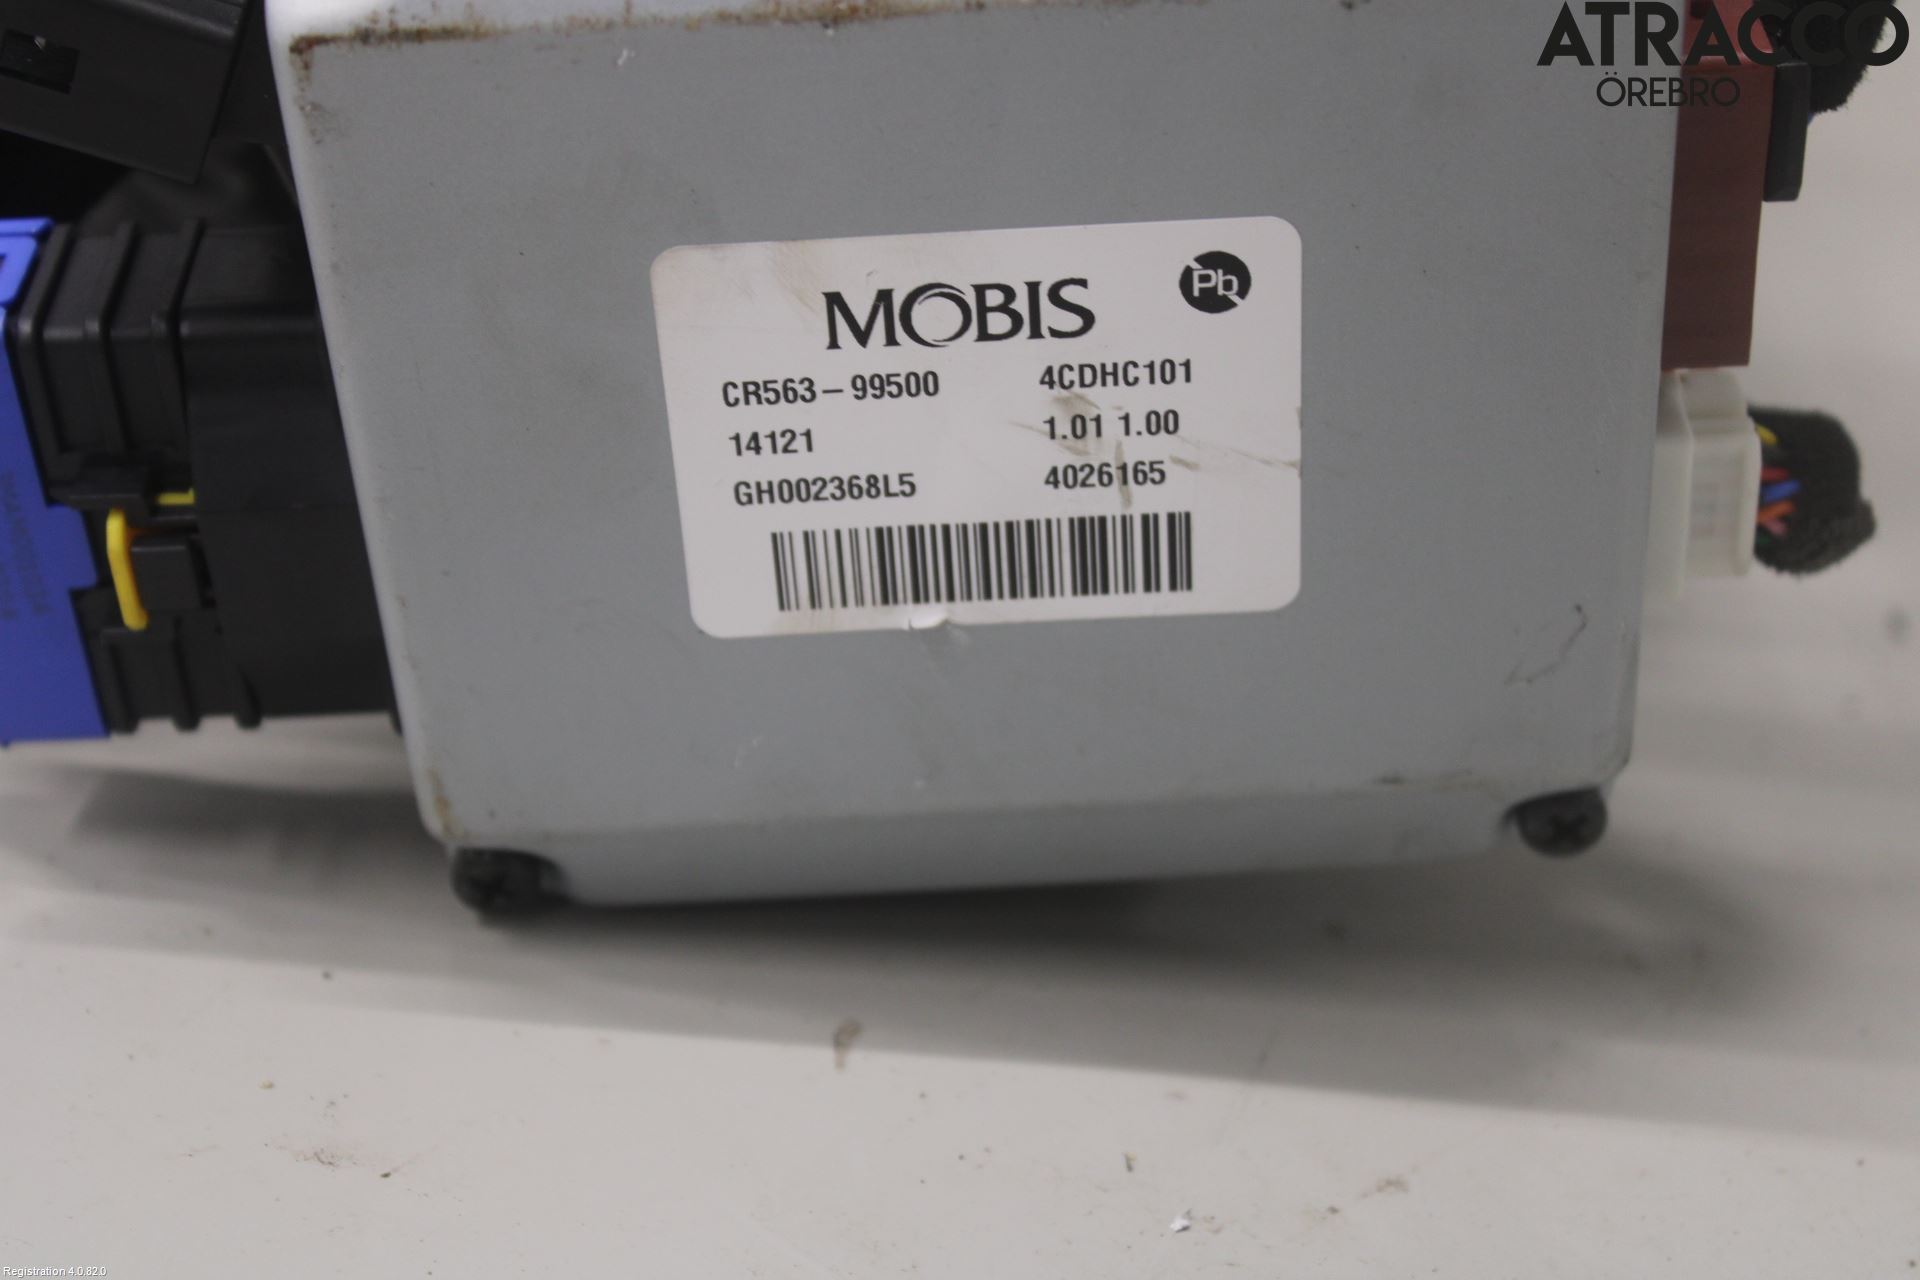 ATRACCO
ÖREBRO
MOBIS
Pb
CR563-99500 4CDHC101
14121 1.01 1.00
GH002368L5 4026165
Registration 4.0.82.0